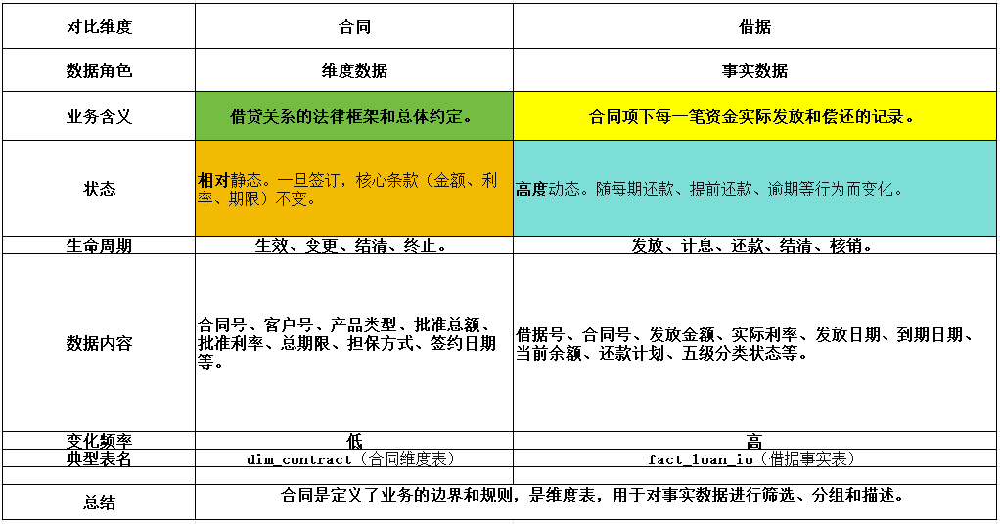 对比维度 合同 借据
数据角色 维度数据 事实数据
业务含义 借贷关系的法律框架和总体约定。 合同项下每一笔资金实际发放和偿还的记录。
状态 相对静态。一旦签订，核心条款（金额、利
率、期限）不变。 高度动态。随每期还款、提前还款、逾期等行为而变化。
生命周期 生效、变更、结清、终止。 发放、计息、还款、结清、核销。
数据内容 合同号、客户号、产品类型、批准总额、
批准利率、总期限、担保方式、签约日期
等。 借据号、合同号、发放金额、实际利率、发放日期、到期日期、
当前余额、还款计划、五级分类状态等。
变化频率 低 高
典型表名 dim_contract（合同维度表） fact_loan_io（借据事实表）
总结 合同是定义了业务的边界和规则，是维度表，用于对事实数据进行筛选、分组和描述。